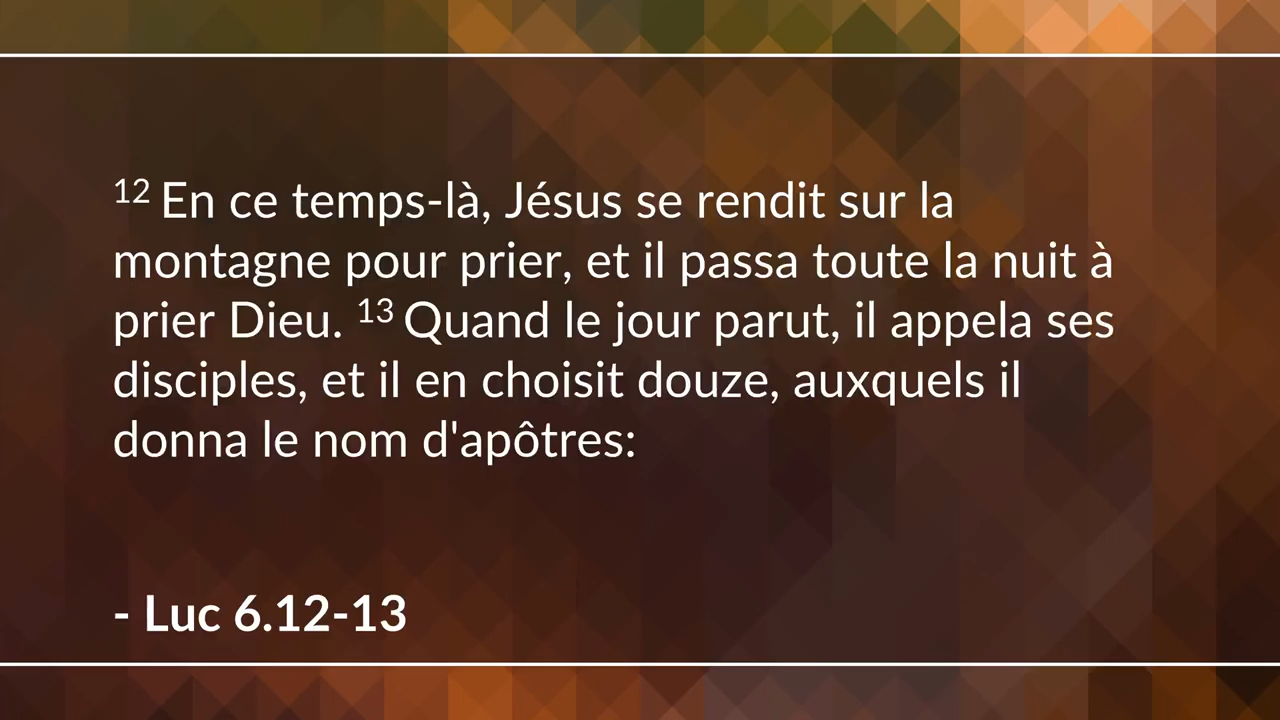 12 En ce temps-là, Jésus se rendit sur la
montagne pour prier, et il passa toute la nuit à
prier Dieu. 13 Quand le jour parut, il appela ses
disciples, et il en choisit douze, auxquels il
donna le nom d'apôtres:
- Luc 6.12-13